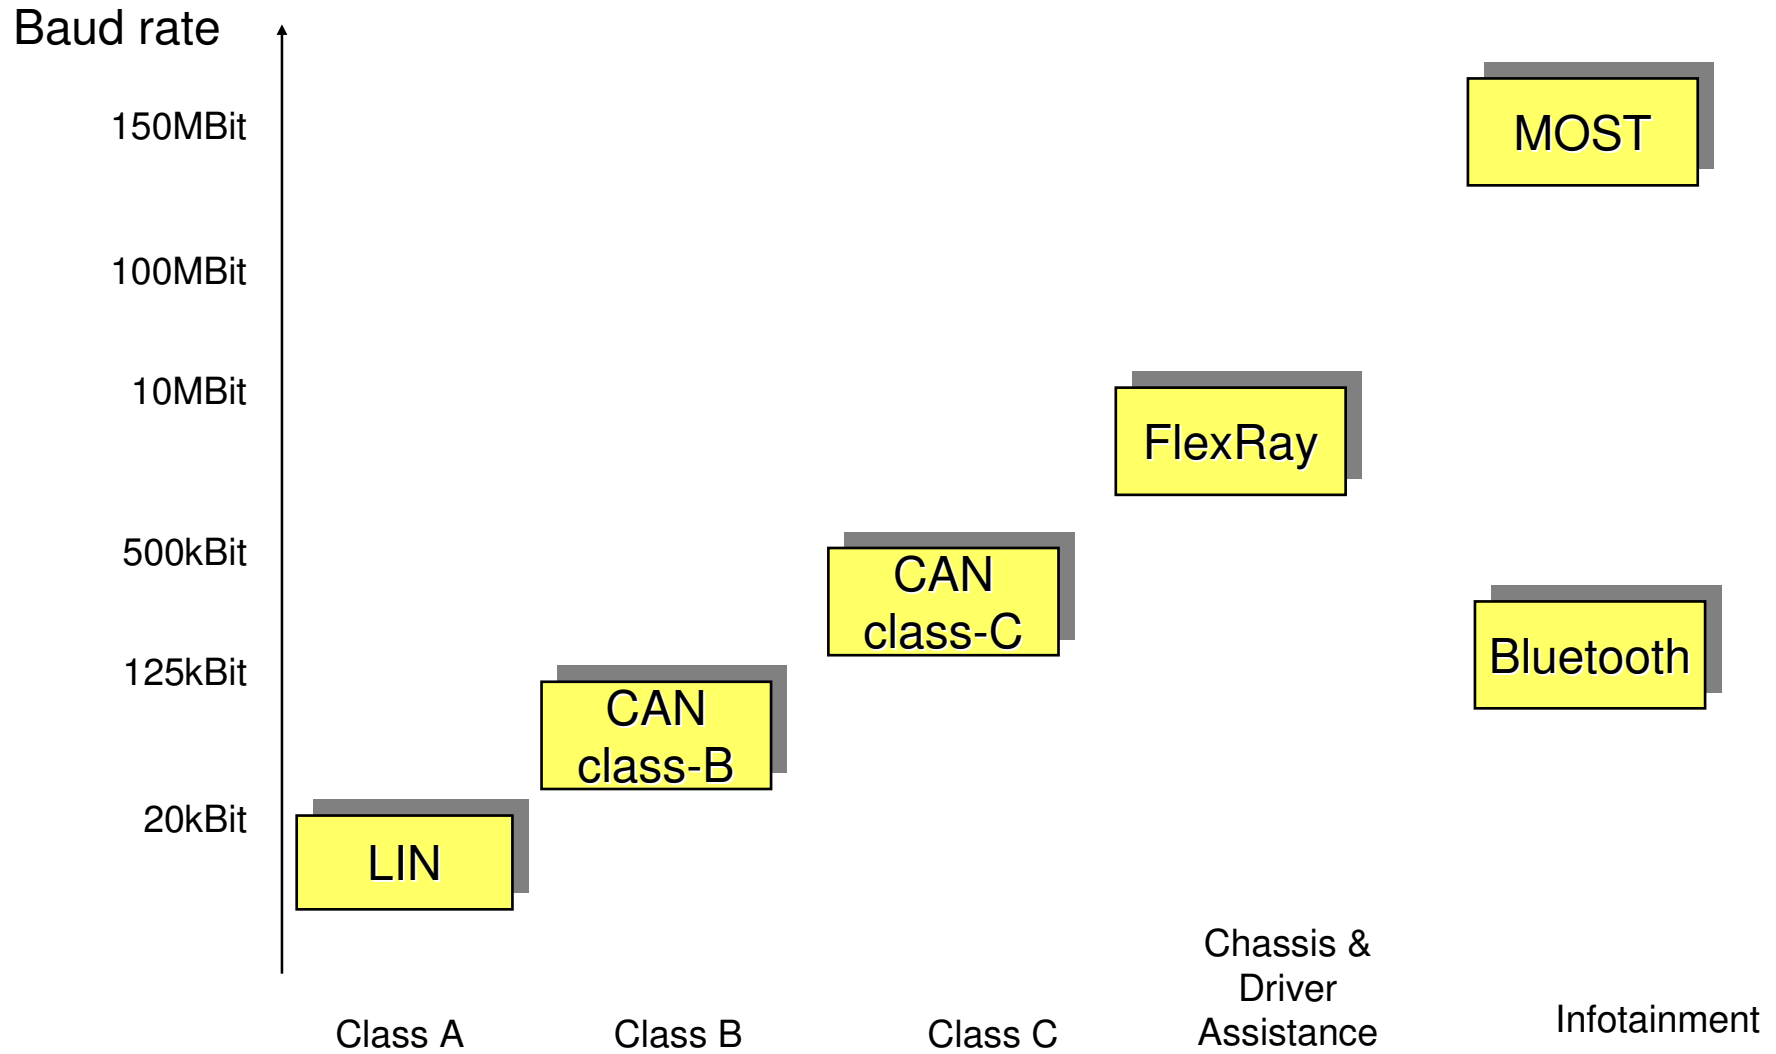 Baud rate
150MBit
MOST
100MBit
10MBit
FlexRay
500kBit
CAN
class-C
Bluetooth
125kBit
CAN
class-B
20kBit
LIN
Class A
Class B
Class C
Chassis &
Driver
Assistance
Infotainment